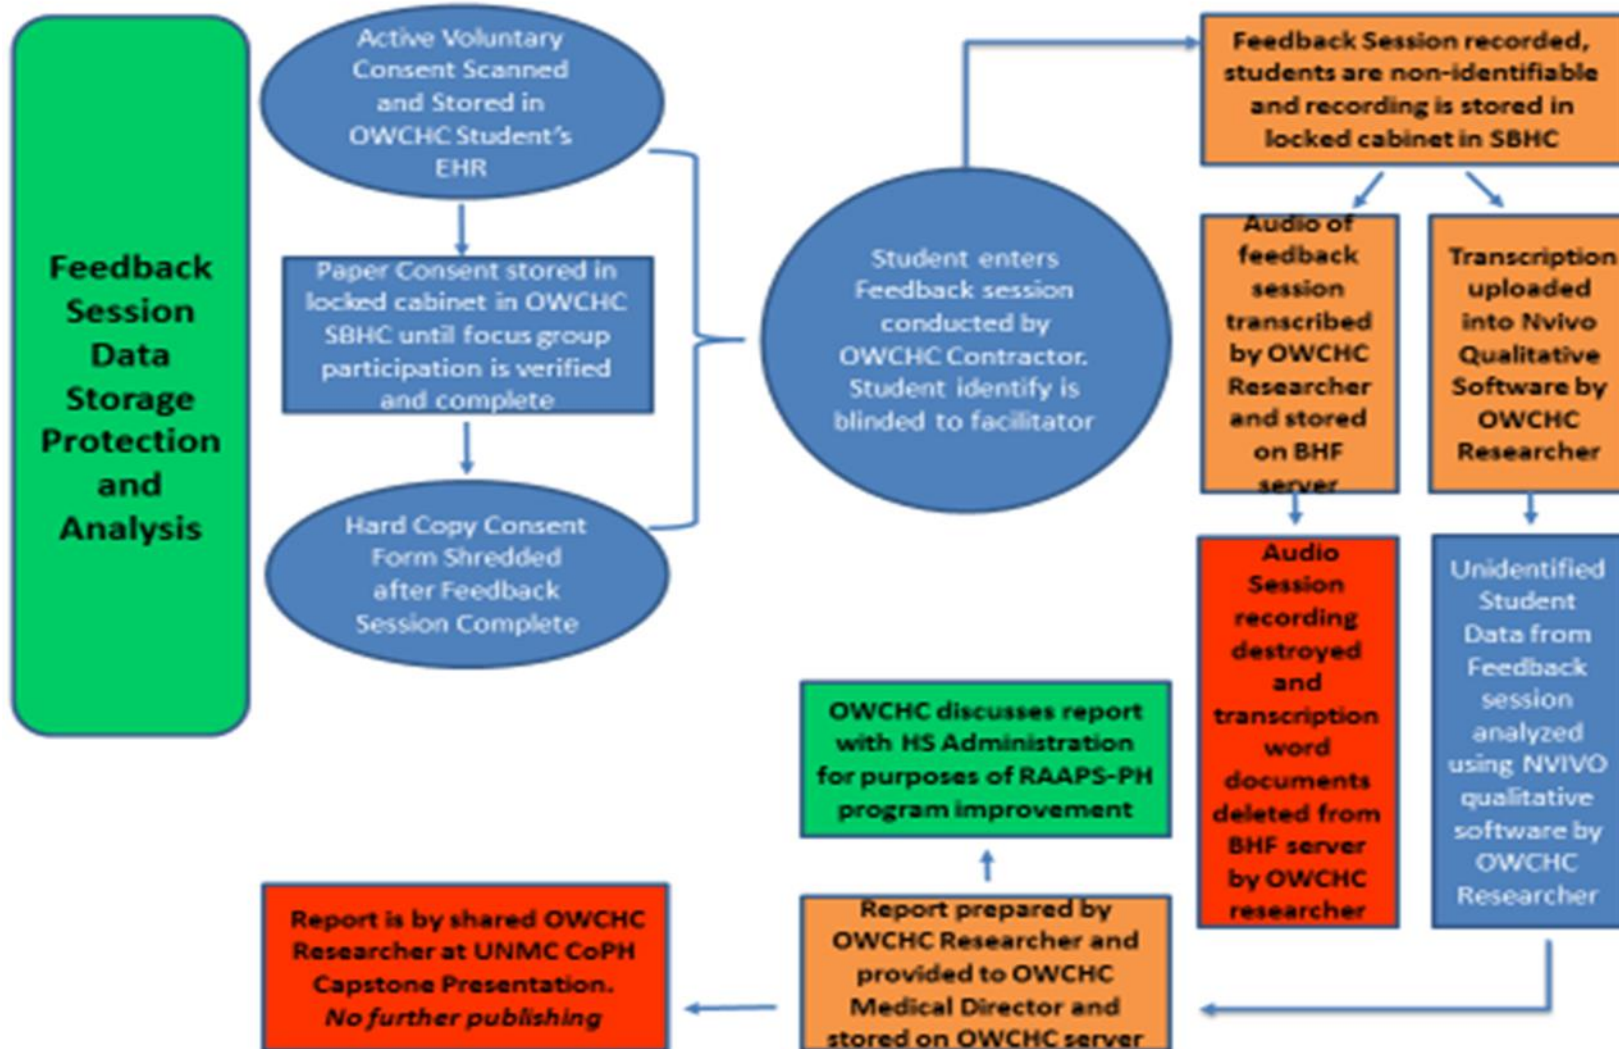 Feedback
Session
Data
Storage
Protection
and
Analysis
Active Voluntary
Consent Scanned
and Stored in
OWCHC Student's
EHR
Paper Consent stored in
locked cabinet in OWCHC
SBHC until focus group
participation is verified
and complete
Hard Copy Consent
Form Shredded
after Feedback
Session Complete
Student enters
Feedback session
conducted by
OWCHC Contractor.
Student identify is
blinded to facilitator
Feedback Session recorded,
students are non-identifiable
and recording is stored in
locked cabinet in SBHC
Audio of
feedback
session
transcribed
by OWCHC
Researcher
and stored
on BHF
server
Transcription
uploaded
into Nvivo
Qualitative
Software by
OWCHC
Researcher
Audio
Session
recording
destroyed
and
transcription
word
documents
deleted from
BHF server
by OWCHC
researcher
Unidentified
Student
Data from
Feedback
session
analyzed
using NVIVO
qualitative
software by
OWCHC
Researcher
Report prepared by
OWCHC Researcher and
provided to OWCHC
Medical Director and
stored on OWCHC server
OWCHC discusses report
with HS Administration
for purposes of RAAPS-PH
program improvement
Report is by shared OWCHC
Researcher at UNMC CoPH
Capstone Presentation.
No further publishing